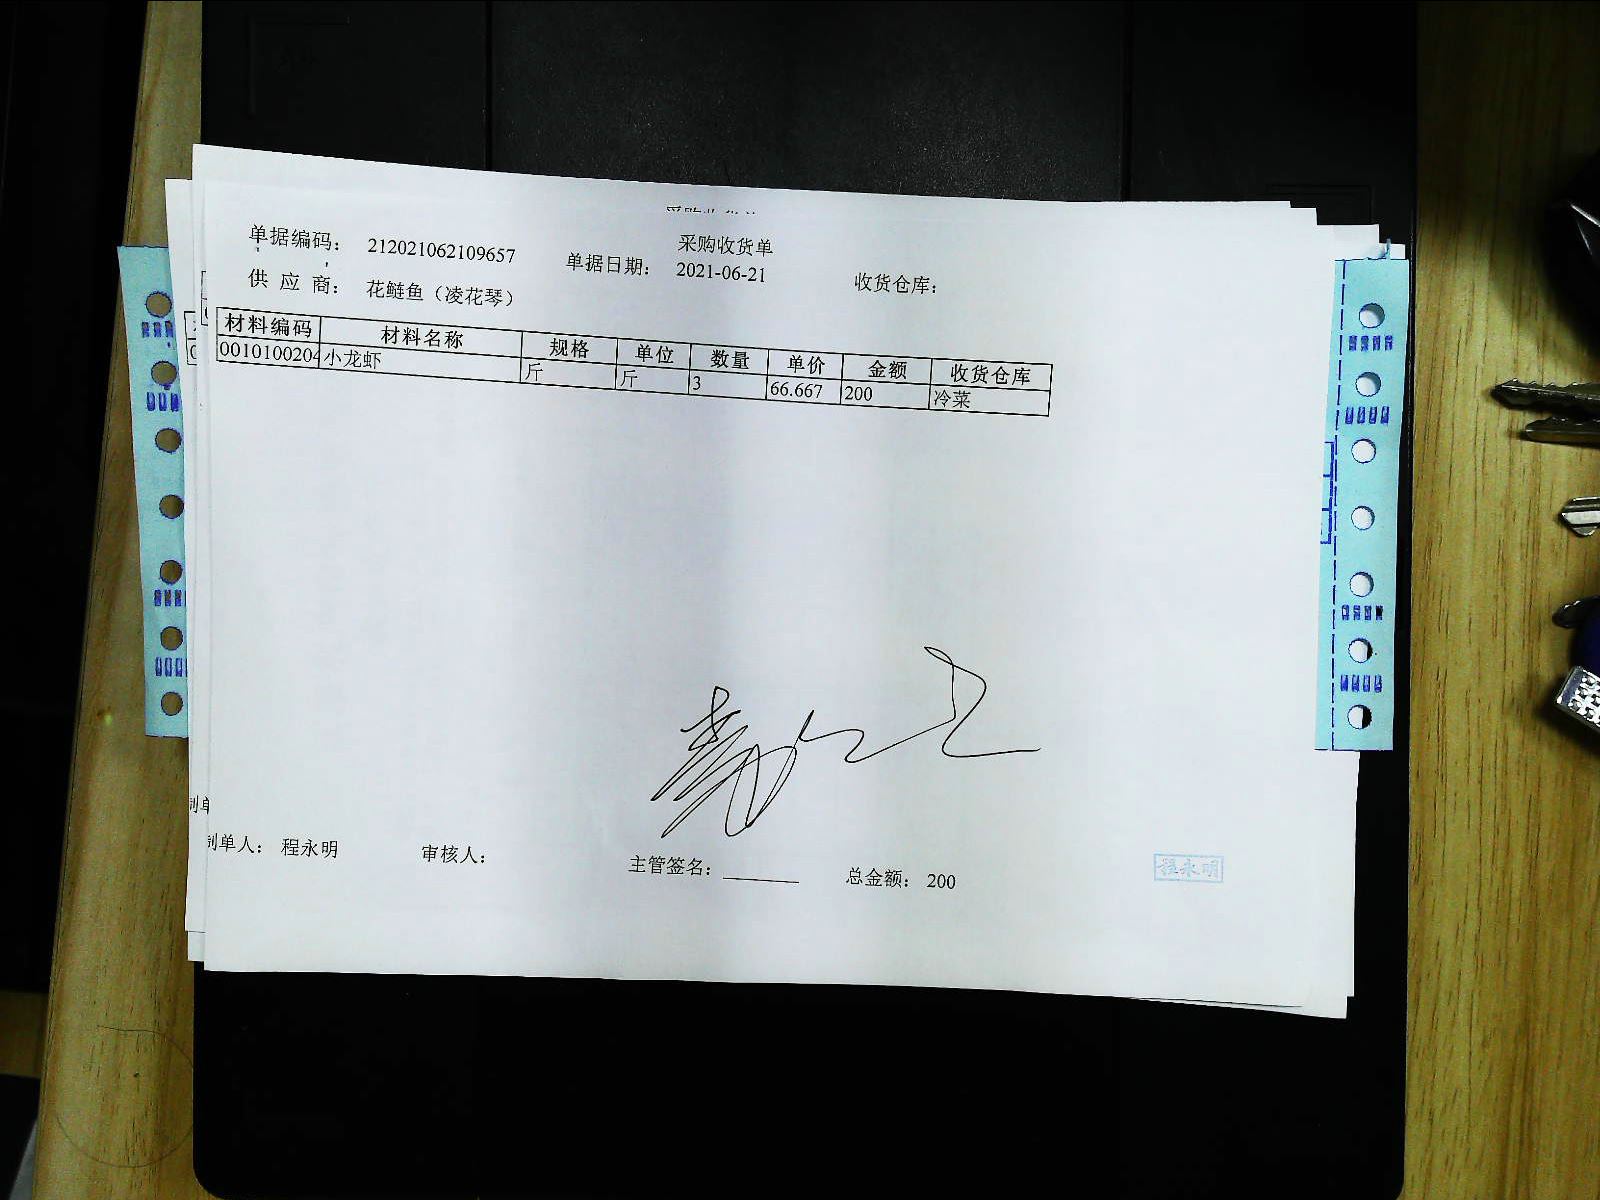 采购收货单
单据编码： 212021062109657 单据日期： 2021-06-21 收货仓库：
供 应 商： 花鲢鱼（凌花琴）
材料编码 材料名称 规格 单位 数量 单价 金额 收货仓库
0010100204 小龙虾 斤 斤 3 66.667 200 冷菜
制单
制单人： 程永明 审核人： 主管签名： 总金额： 200
程永明